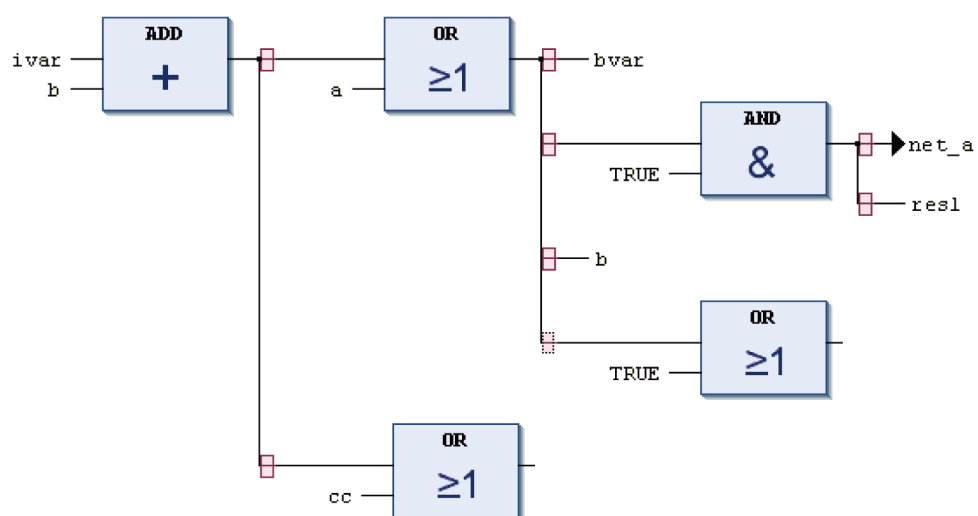 ADD
OR
ivar
+
≥1
bvar
b
a
AND
&
net_a
TRUE
resl
b
OR
≥1
TRUE
OR
≥1
cc